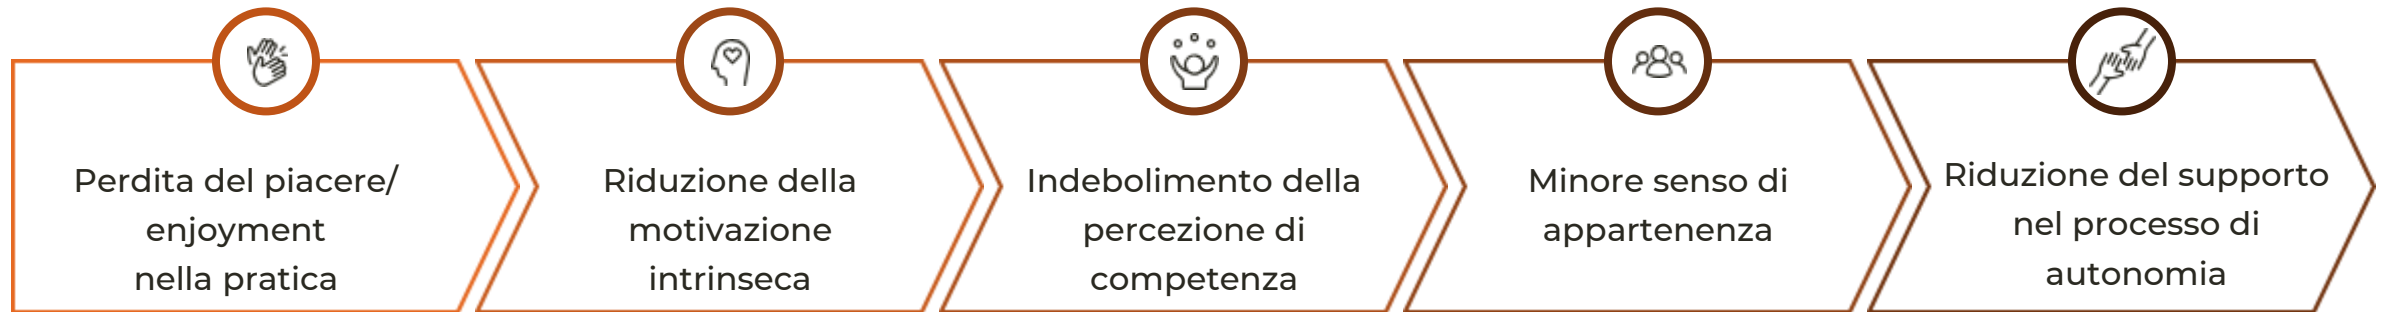 Perdita del piacere/
enjoyment
nella pratica
Riduzione della
motivazione
intrinseca
Indebolimento della
percezione di
competenza
Minore senso di
appartenenza
Riduzione del supporto
nel processo di
autonomia